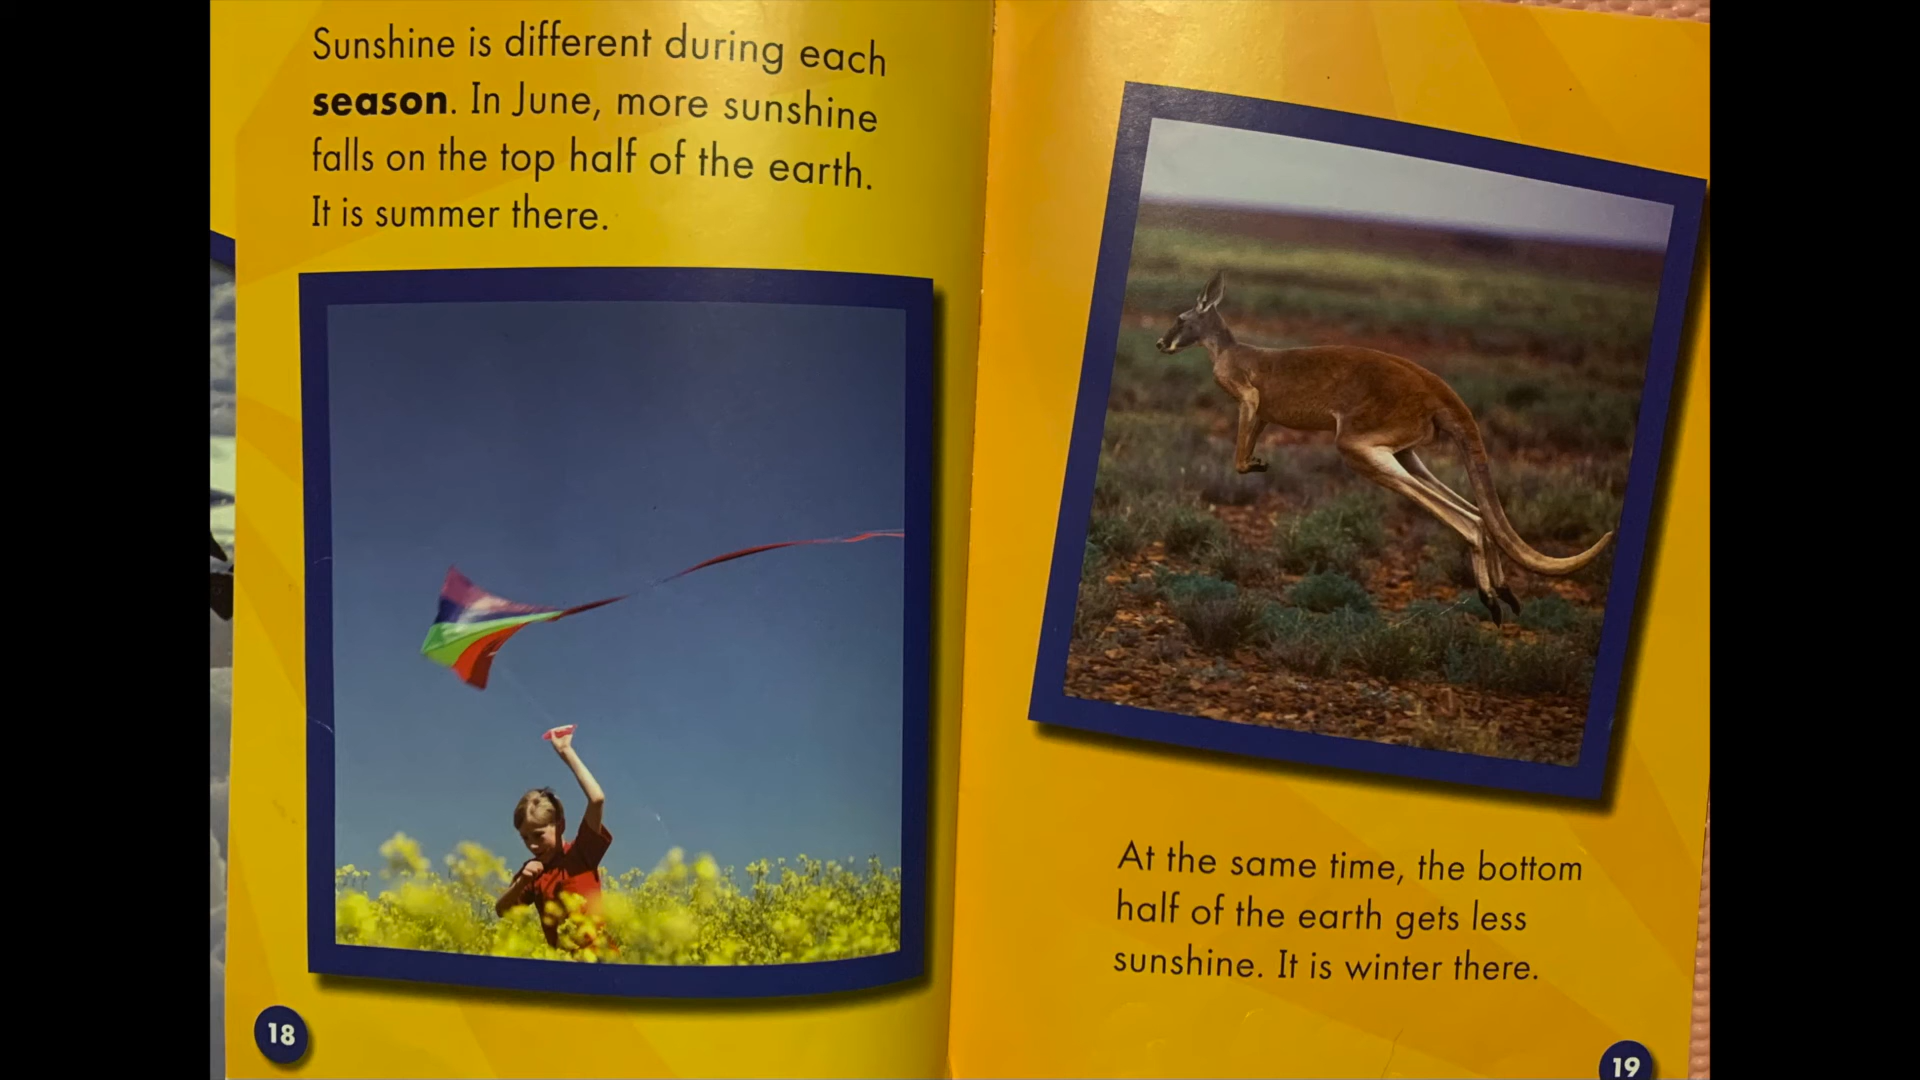 Sunshine is different during each
season. In June, more sunshine
falls on the top half of the earth.
It is summer there.
18
At the same time, the bottom
half of the earth gets less
sunshine. It is winter there.
19